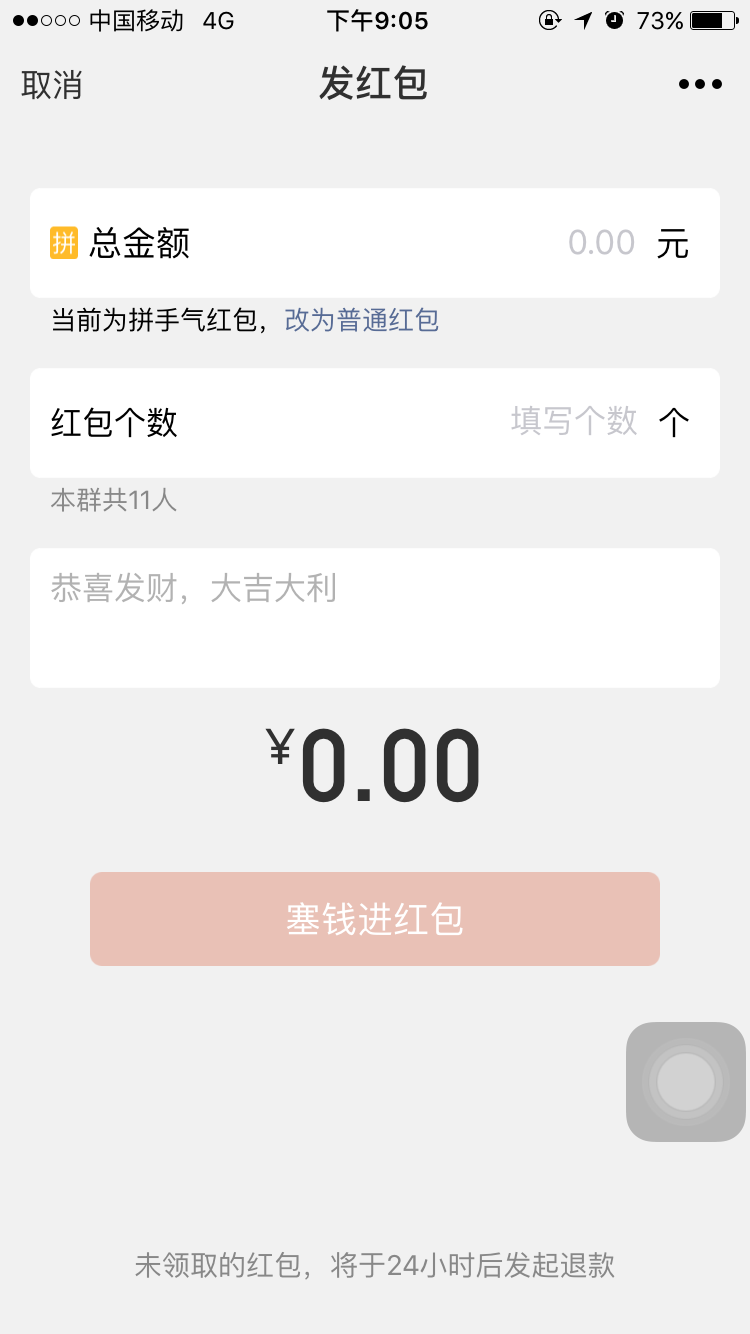 中国移动 4G 下午9:05 73%
取消 发红包
拼 总金额 0.00 元
当前为拼手气红包，改为普通红包
红包个数 填写个数 个
本群共11人
恭喜发财，大吉大利
¥0.00
塞钱进红包
未领取的红包，将于24小时后发起退款